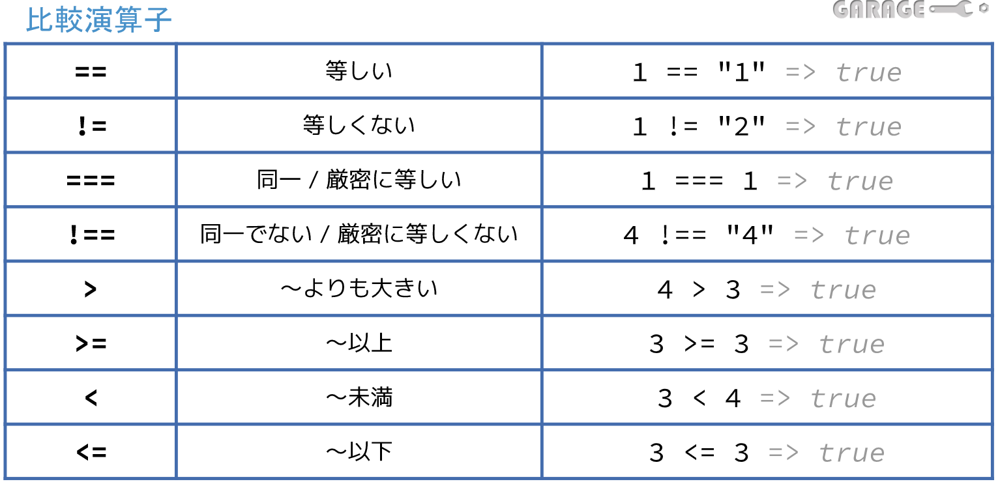 比較演算子
GARAGE
== 等しい 1 == "1" => true
!= 等しくない 1 != "2" => true
=== 同一 / 厳密に等しい 1 === 1 => true
!== 同一でない / 厳密に等しくない 4 !== "4" => true
> ～よりも大きい 4 > 3 => true
>= ～以上 3 >= 3 => true
< ～未満 3 < 4 => true
<= ～以下 3 <= 3 => true